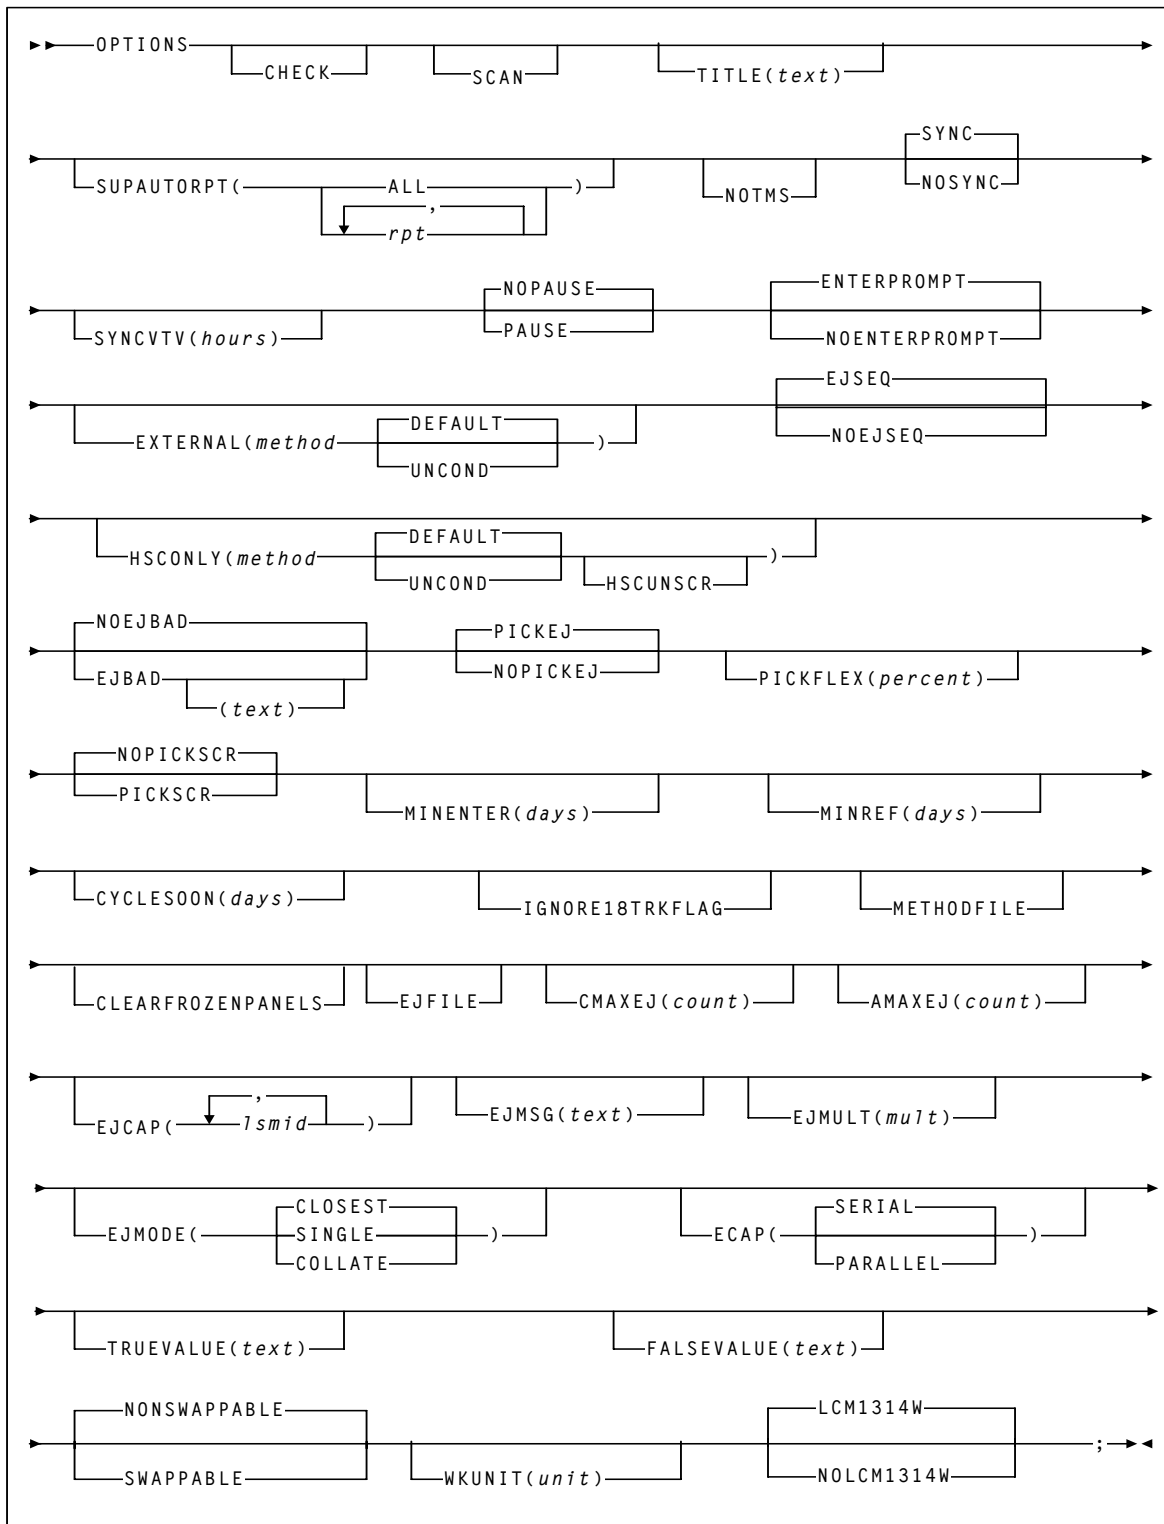 OPTIONS
CHECK SCAN TITLE(text)
SYNC
SUPAUTORPT( ALL ) NOTMS NOSYNC
,
rpt
NOPAUSE ENTERPROMPT
SYNCVTV(hours) PAUSE NOENTERPROMPT
EJSEQ
DEFAULT
EXTERNAL(method ) NOEJSEQ
UNCOND
DEFAULT
HSCONLY(method )
UNCOND HSCUNSCR
NOEJBAD PICKEJ
EJBAD NOPICKEJ PICKFLEX(percent)
(text)
NOPICKSCR
PICKSCR MINENTER(days) MINREF(days)
CYCLESOON(days) IGNORE18TRKFLAG METHODFILE
CLEARFROZENPANELS EJFILE CMAXEJ(count) AMAXEJ(count)
,
EJCAP( lsmid ) EJMSG(text) EJMULT(mult)
CLOSEST SERIAL
EJMODE( SINGLE ) ECAP( )
COLLATE PARALLEL
TRUEVALUE(text) FALSEVALUE(text)
NONSWAPPABLE LCM1314W
;
SWAPPABLE WKUNIT(unit) NOLCM1314W